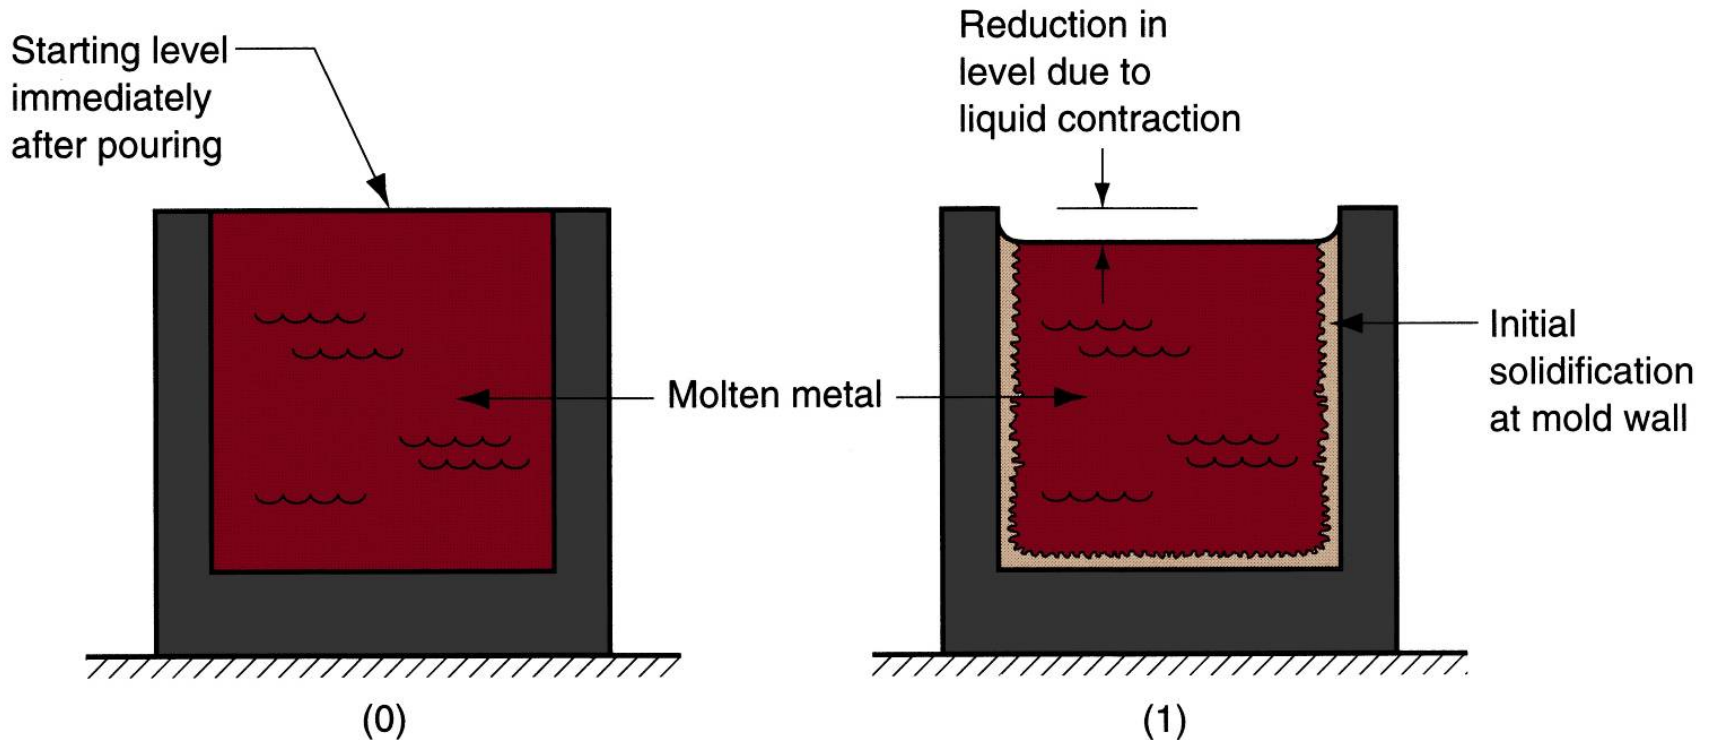 Starting level
immediately
after pouring
Reduction in
level due to
liquid contraction
Molten metal
Initial
solidification
at mold wall
(0)
(1)